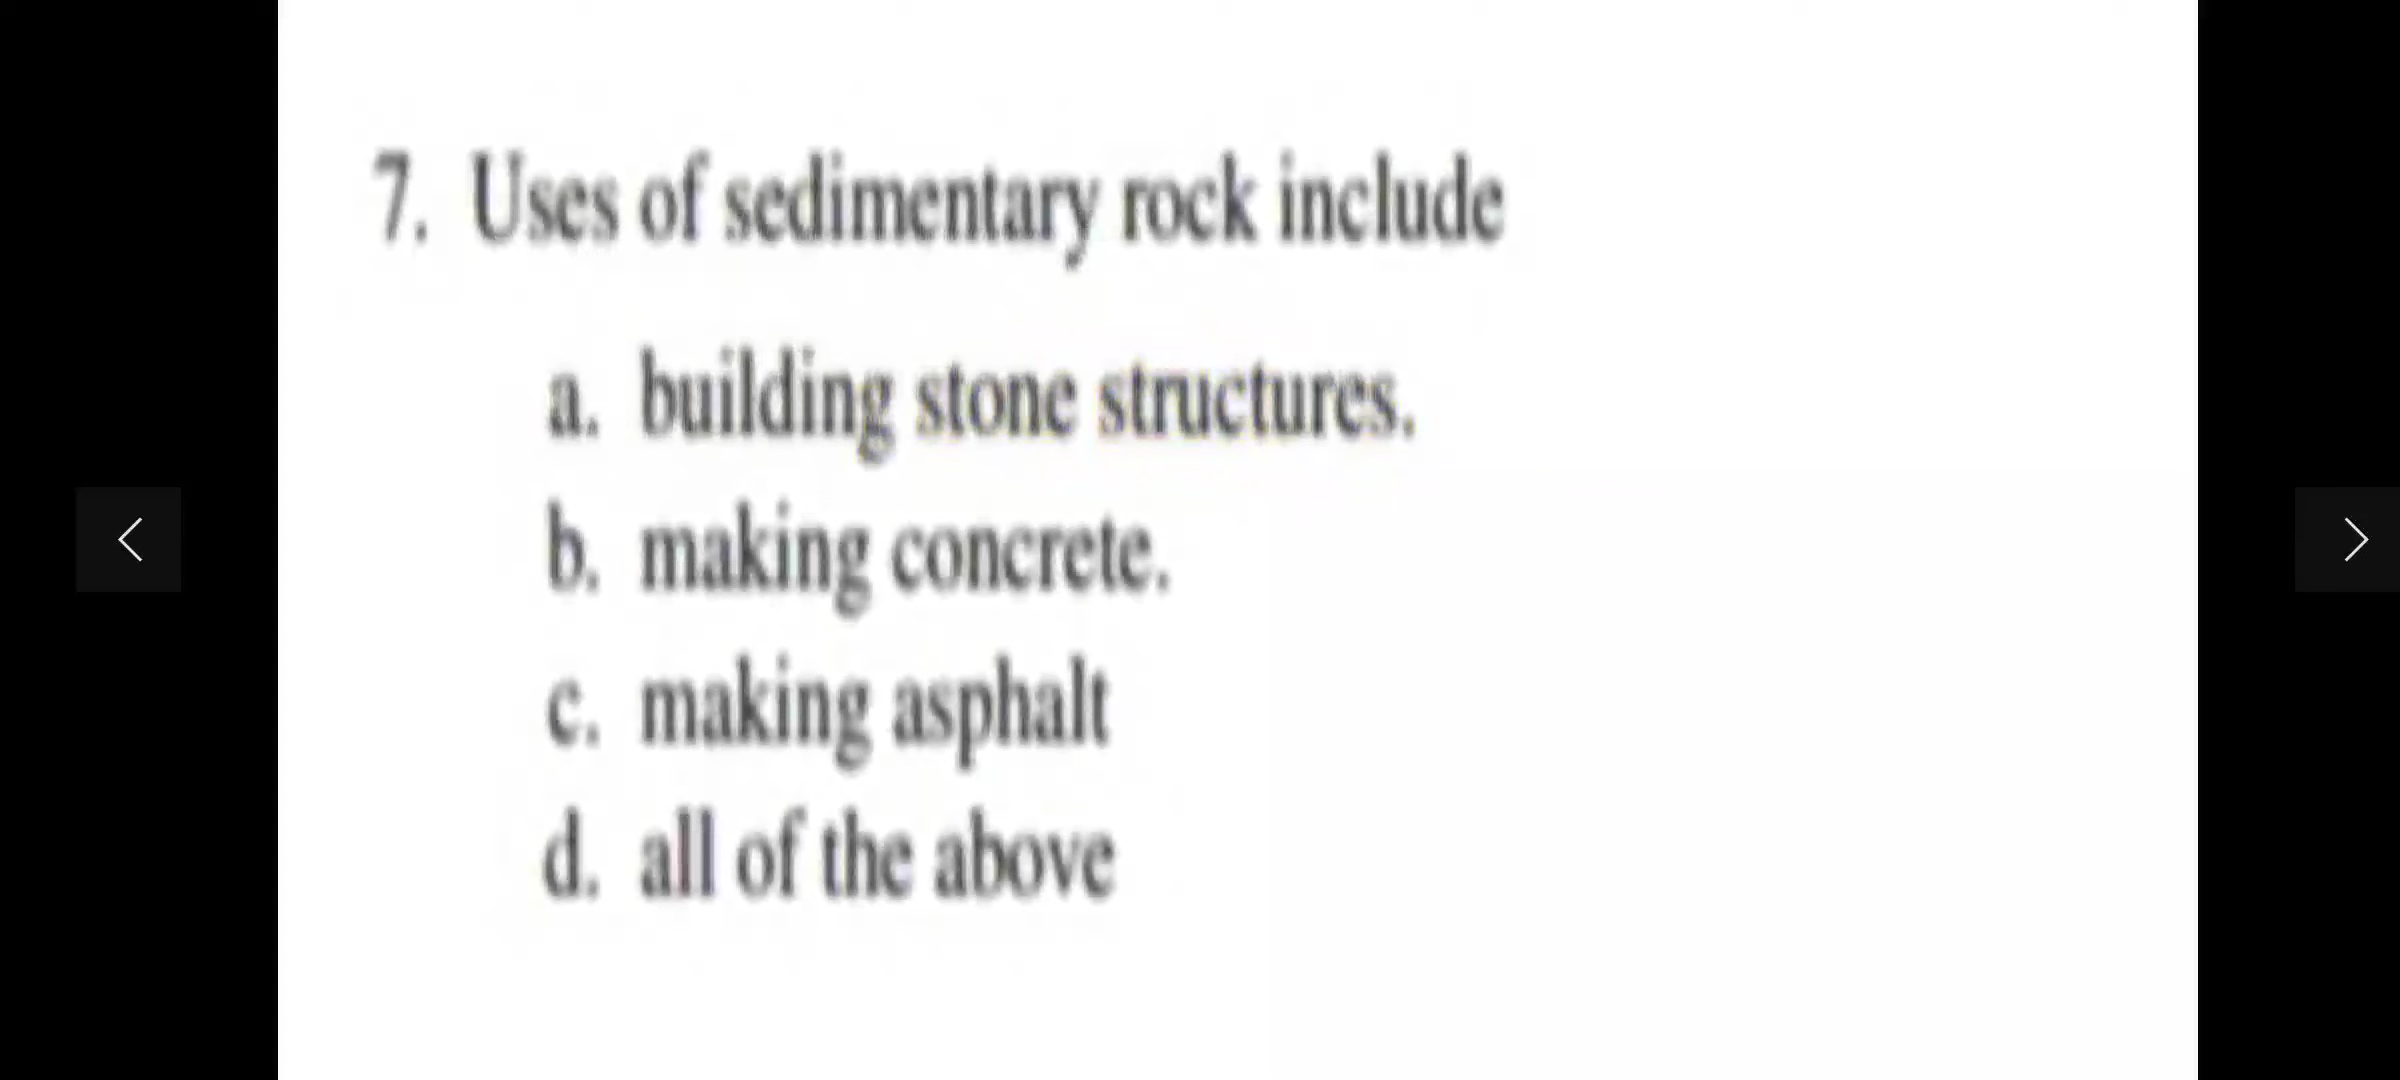 7. Uses of sedimentary rock include
a. building stone structures.
b. making concrete.
c. making asphalt
d. all of the above